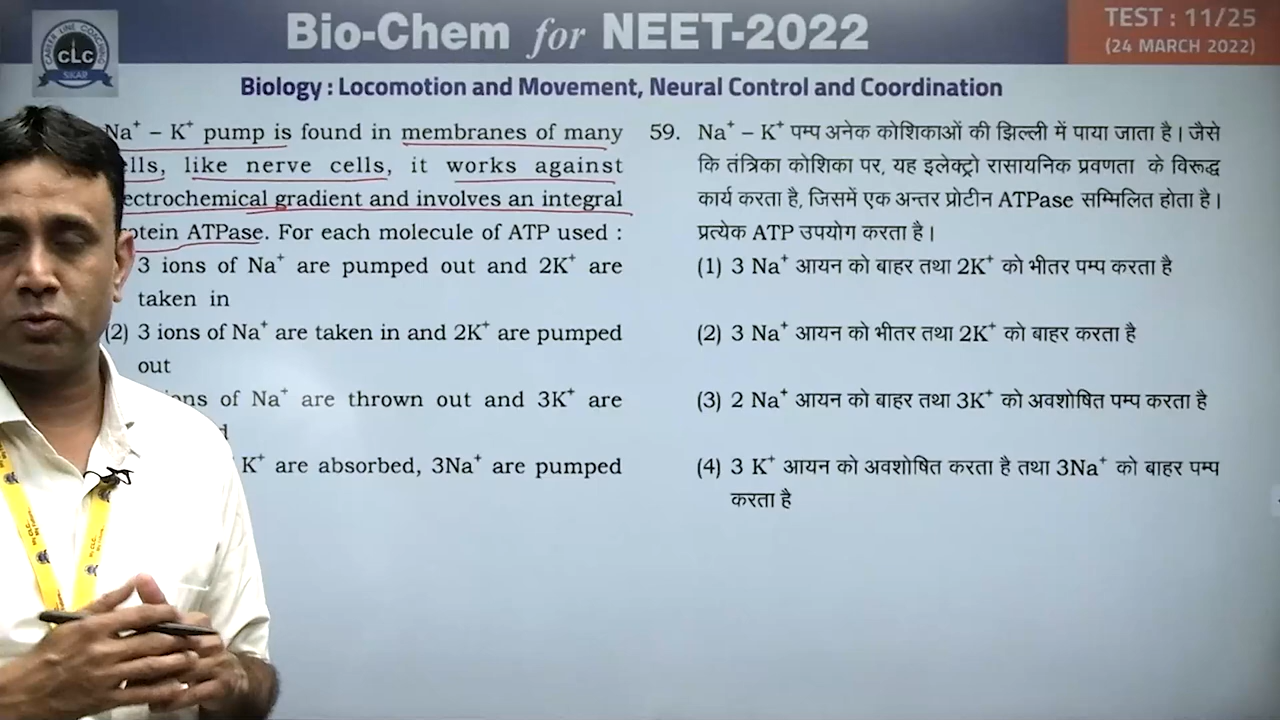 Bio-Chem for NEET-2022
TEST : 11/25
(24 MARCH 2022)
CAREER LINE COACHING
CLC
SIKAR
Biology : Locomotion and Movement, Neural Control and Coordination
Na⁺ – K⁺ pump is found in membranes of many
like nerve cells, it works against
gradient and involves an integral
ATPase. For each molecule of ATP used :
3 ions of Na⁺ are pumped out and 2K⁺ are
taken in
(2) 3 ions of Na⁺ are taken in and 2K⁺ are pumped
out
of Na⁺ are thrown out and 3K⁺ are
K⁺ are absorbed, 3Na⁺ are pumped
59. Na⁺ – K⁺ पम्प अनेक कोशिकाओं की झिल्ली में पाया जाता है। जैसे
कि तंत्रिका कोशिका पर, यह इलेक्ट्रो रासायनिक प्रवणता के विरूद्ध
कार्य करता है, जिसमें एक अन्तर प्रोटीन ATPase सम्मिलित होता है।
प्रत्येक ATP उपयोग करता है।
(1) 3 Na⁺ आयन को बाहर तथा 2K⁺ को भीतर पम्प करता है
(2) 3 Na⁺ आयन को भीतर तथा 2K⁺ को बाहर करता है
(3) 2 Na⁺ आयन को बाहर तथा 3K⁺ को अवशोषित पम्प करता है
(4) 3 K⁺ आयन को अवशोषित करता है तथा 3Na⁺ को बाहर पम्प
करता है